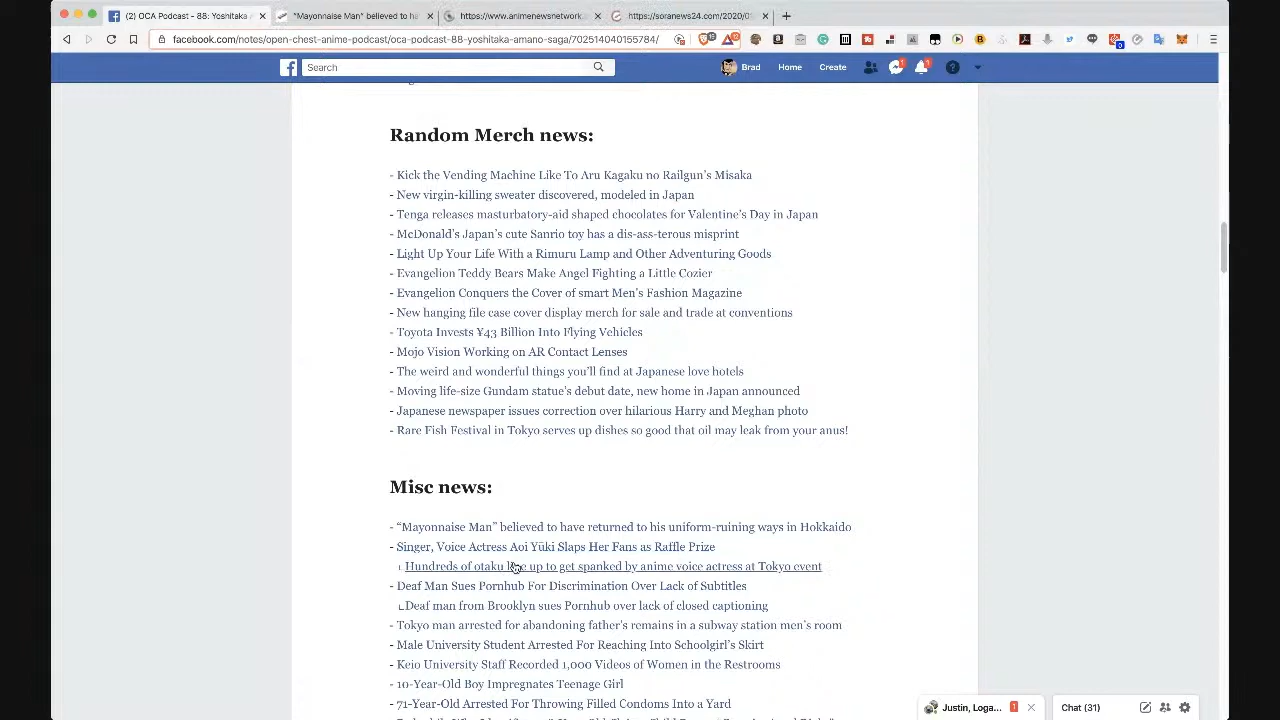 (2) OCA Podcast - 88: Yoshitaka
"Mayonnaise Man" believed to ha
https://www.animenewsnetwork.
https://soranews24.com/2020/0
facebook.com/notes/open-chest-anime-podcast/oca-podcast-88-yoshitaka-amano-saga/702514040155784/
Search
Brad
Home
Create
Random Merch news:
- Kick the Vending Machine Like To Aru Kagaku no Railgun's Misaka
- New virgin-killing sweater discovered, modeled in Japan
- Tenga releases masturbatory-aid shaped chocolates for Valentine's Day in Japan
- McDonald's Japan's cute Sanrio toy has a dis-ass-terous misprint
- Light Up Your Life With a Rimuru Lamp and Other Adventuring Goods
- Evangelion Teddy Bears Make Angel Fighting a Little Cozier
- Evangelion Conquers the Cover of smart Men's Fashion Magazine
- New hanging file case cover display merch for sale and trade at conventions
- Toyota Invests ¥43 Billion Into Flying Vehicles
- Mojo Vision Working on AR Contact Lenses
- The weird and wonderful things you'll find at Japanese love hotels
- Moving life-size Gundam statue's debut date, new home in Japan announced
- Japanese newspaper issues correction over hilarious Harry and Meghan photo
- Rare Fish Festival in Tokyo serves up dishes so good that oil may leak from your anus!
Misc news:
- “Mayonnaise Man” believed to have returned to his uniform-ruining ways in Hokkaido
- Singer, Voice Actress Aoi Yūki Slaps Her Fans as Raffle Prize
∟Hundreds of otaku line up to get spanked by anime voice actress at Tokyo event
- Deaf Man Sues Pornhub For Discrimination Over Lack of Subtitles
∟Deaf man from Brooklyn sues Pornhub over lack of closed captioning
- Tokyo man arrested for abandoning father's remains in a subway station men's room
- Male University Student Arrested For Reaching Into Schoolgirl's Skirt
- Keio University Staff Recorded 1,000 Videos of Women in the Restrooms
- 10-Year-Old Boy Impregnates Teenage Girl
- 71-Year-Old Arrested For Throwing Filled Condoms Into a Yard
Justin, Loga...
1
Chat (31)